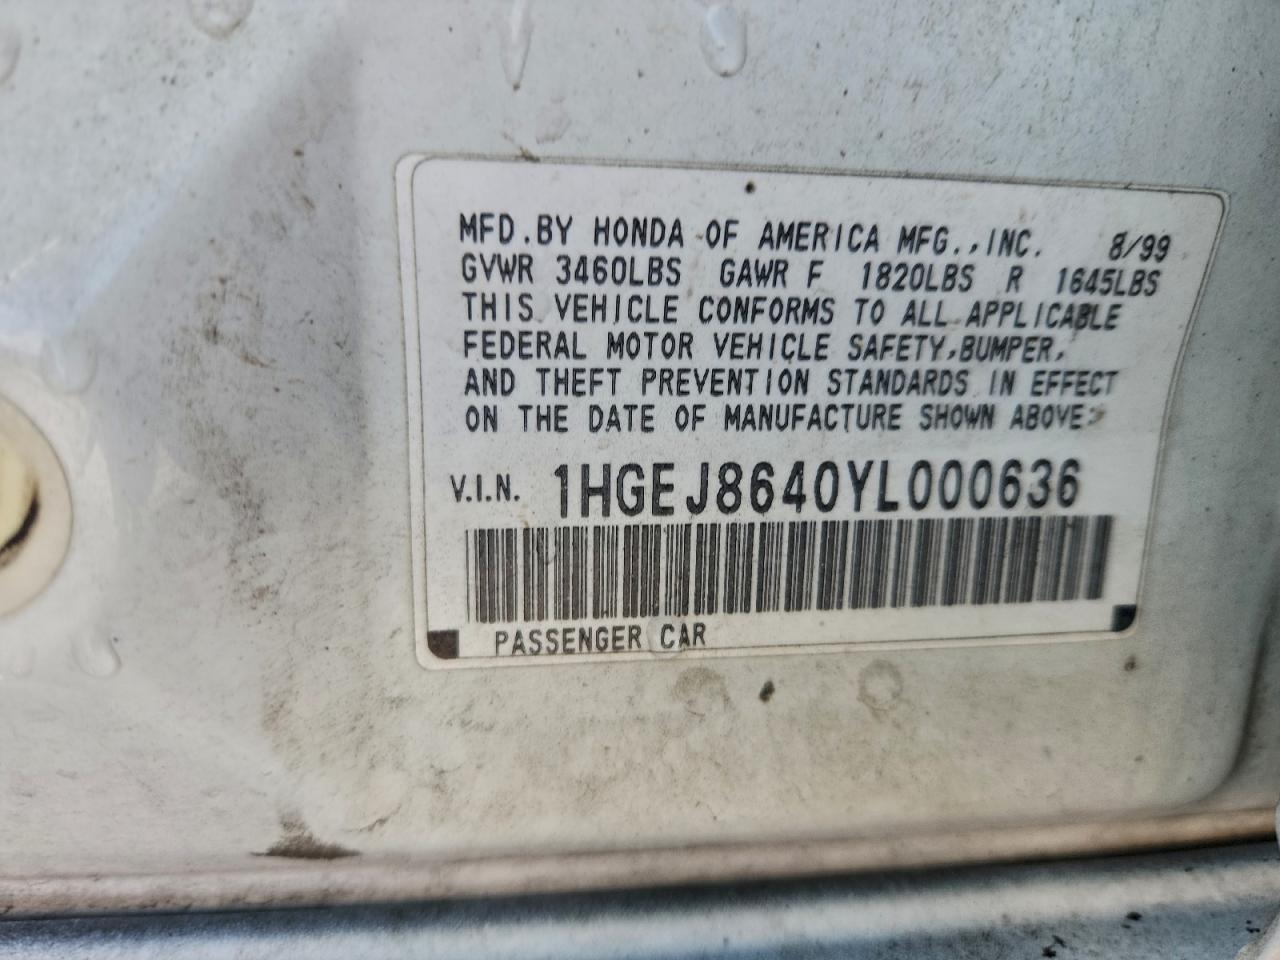 MFD.BY HONDA OF AMERICA MFG.,INC. 8/99
GVWR 3460LBS GAWR F 1820LBS R 1645LBS
THIS VEHICLE CONFORMS TO ALL APPLICABLE
FEDERAL MOTOR VEHICLE SAFETY,BUMPER,
AND THEFT PREVENTION STANDARDS IN EFFECT
ON THE DATE OF MANUFACTURE SHOWN ABOVE.
V.I.N. 1HGEJ8640YL000636
PASSENGER CAR